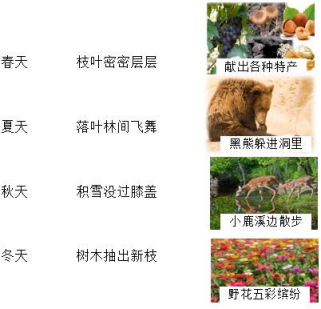 献出各种特产
春天 枝叶密密层层
夏天 落叶林间飞舞
黑熊躲进洞里
秋天 积雪没过膝盖
小鹿溪边散步
冬天 树木抽出新枝
野花五彩缤纷